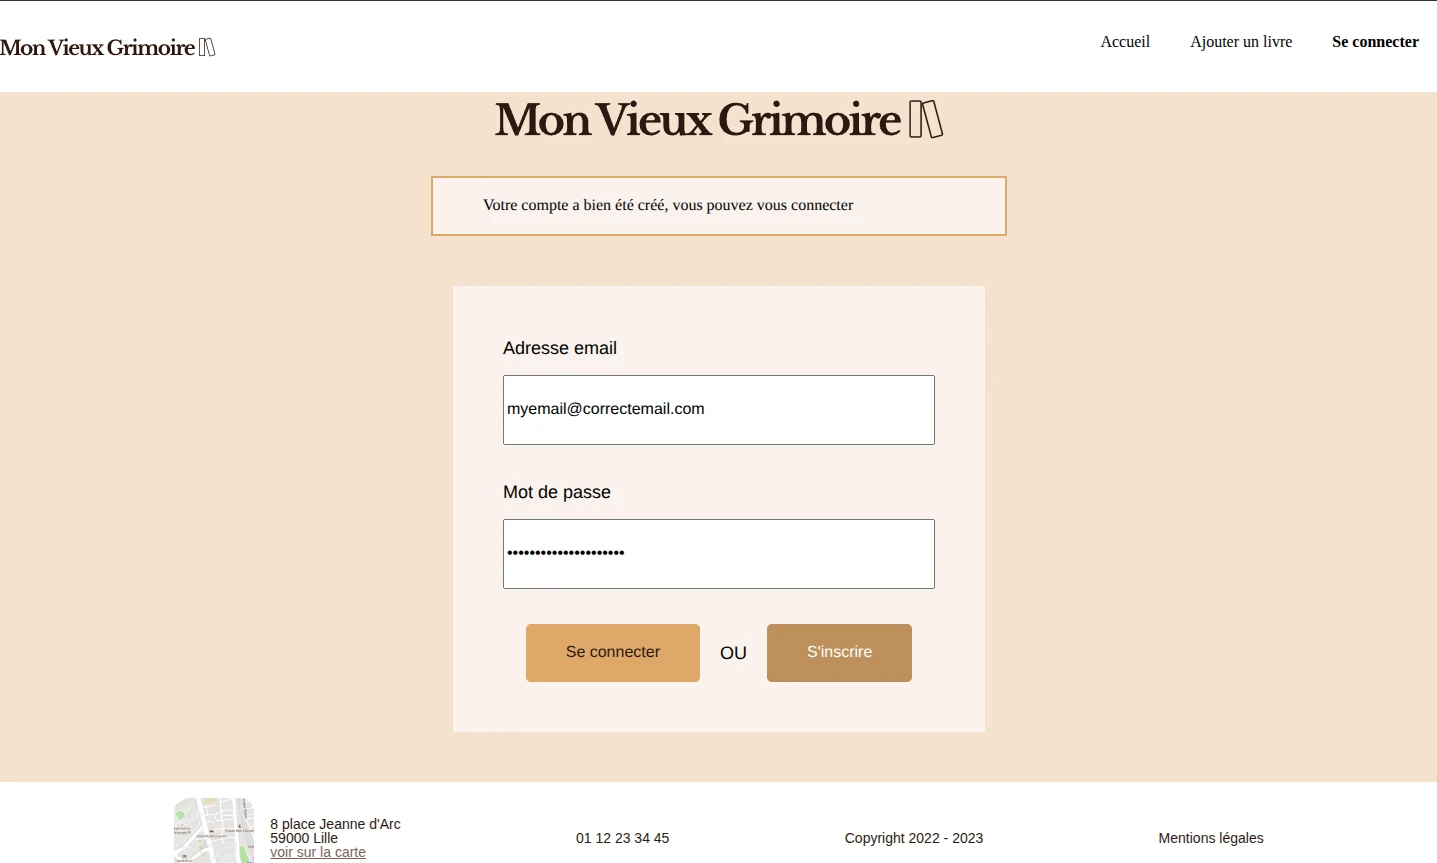 Mon Vieux Grimoire
Accueil
Ajouter un livre
Se connecter
Mon Vieux Grimoire
Votre compte a bien été créé, vous pouvez vous connecter
Adresse email
myemail@correctemail.com
Mot de passe
•••••••••••••••••••••
Se connecter
OU
S'inscrire
8 place Jeanne d'Arc
59000 Lille
voir sur la carte
01 12 23 34 45
Copyright 2022 - 2023
Mentions légales